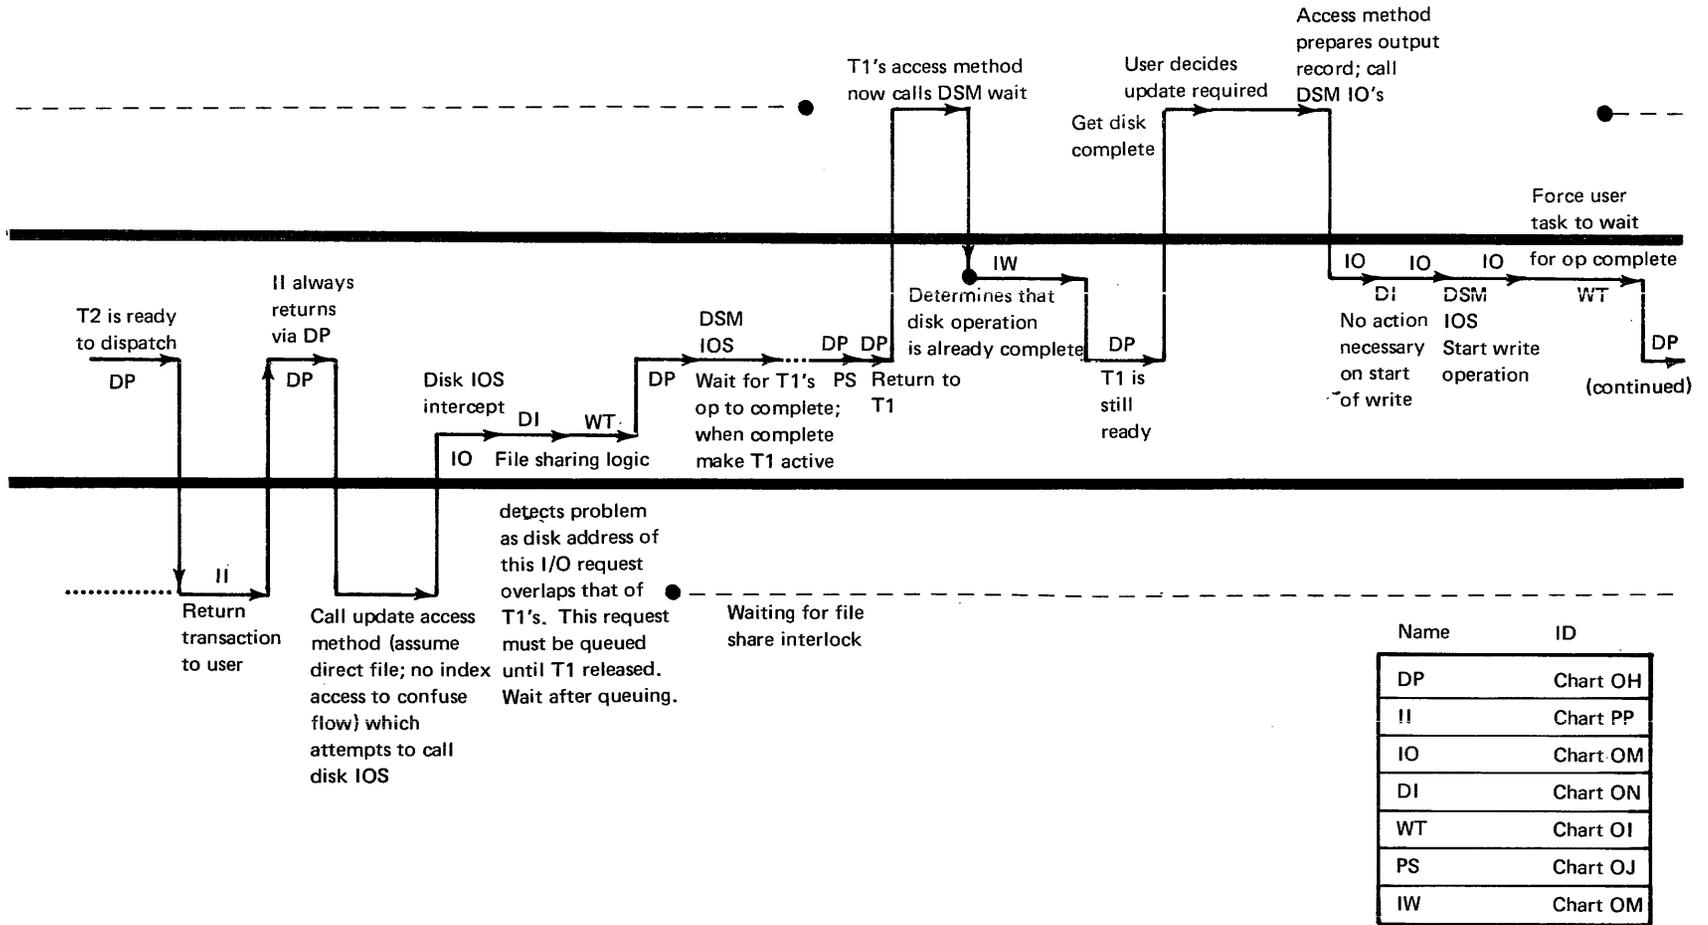 Access method
prepares output
record; call
DSM IO's
T1's access method
now calls DSM wait
User decides
update required
Get disk
complete
Force user
task to wait
for op complete
IW
Determines that
disk operation
is already complete
IO
IO
IO
DI
DSM
IOS
WT
No action
necessary
on start
of write
Start write
operation
DP
(continued)
T2 is ready
to dispatch
DP
II always
returns
via DP
DP
Disk IOS
intercept
DI
WT
IO
File sharing logic
DP
DSM
IOS
Wait for T1's
op to complete;
when complete
make T1 active
DP
DP
PS
Return to
T1
DP
T1 is
still
ready
II
Return
transaction
to user
Call update access
method (assume
direct file; no index
access to confuse
flow) which
attempts to call
disk IOS
detects problem
as disk address of
this I/O request
overlaps that of
T1's. This request
must be queued
until T1 released.
Wait after queuing.
Waiting for file
share interlock
Name ID
DP Chart OH
II Chart PP
IO Chart OM
DI Chart ON
WT Chart OI
PS Chart OJ
IW Chart OM